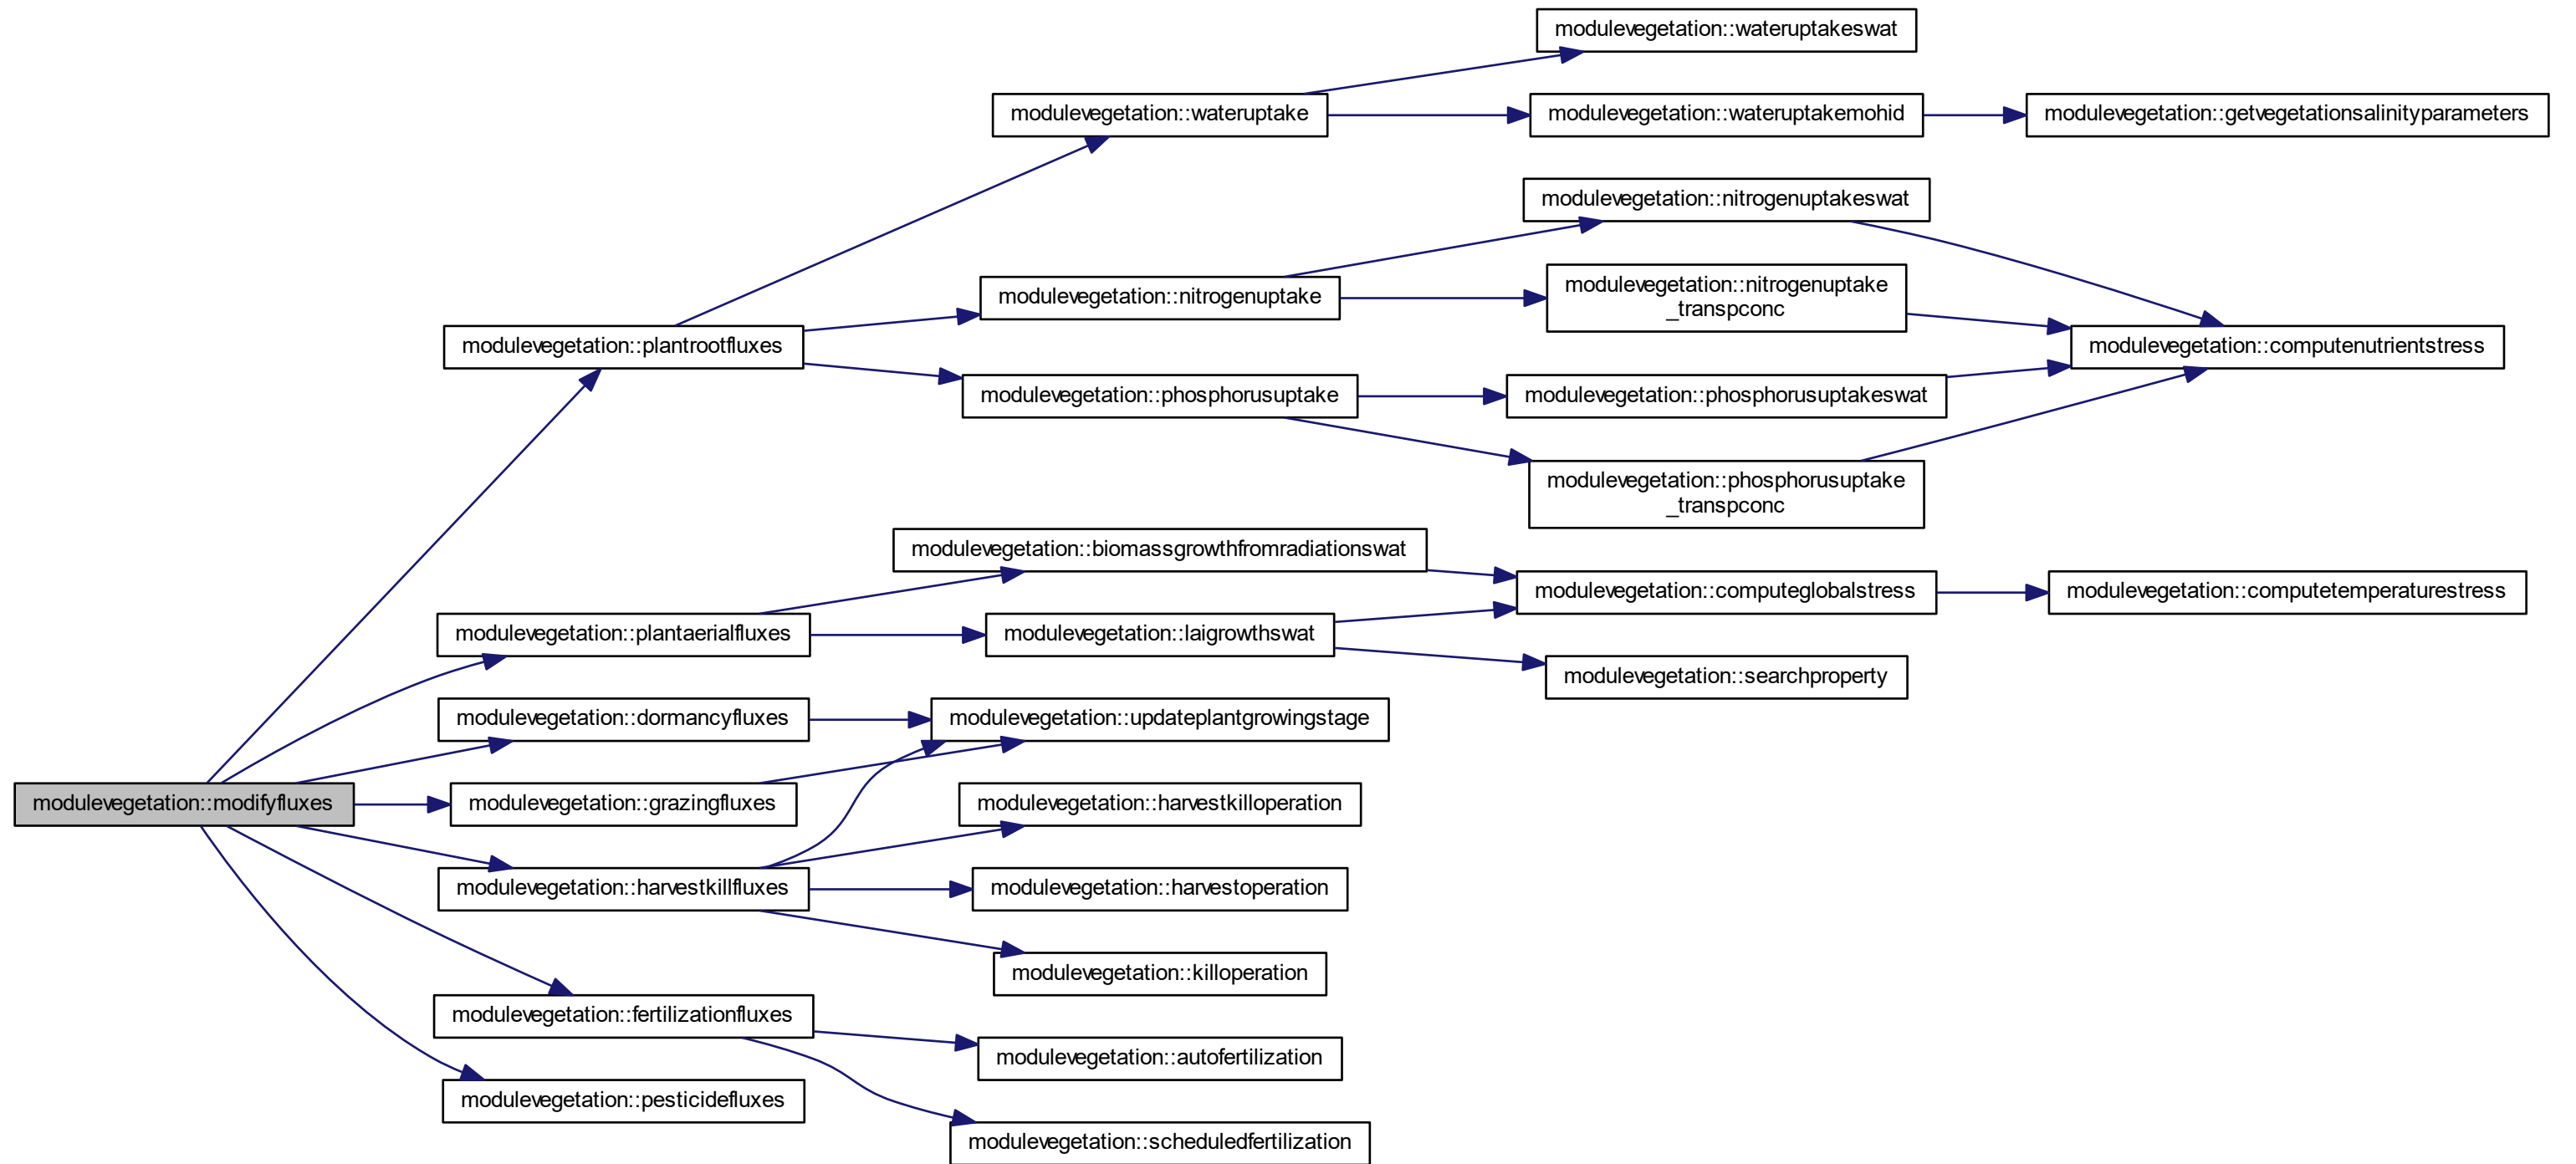 modulevegetation::wateruptakeswat
modulevegetation::wateruptake
modulevegetation::wateruptakemohid
modulevegetation::getvegetationsalinityparameters
modulevegetation::nitrogenuptakeswat
modulevegetation::nitrogenuptake
modulevegetation::nitrogenuptake
_transpconc
modulevegetation::plantrootfluxes
modulevegetation::computenutrientstress
modulevegetation::phosphorusuptake
modulevegetation::phosphorusuptakeswat
modulevegetation::phosphorusuptake
_transpconc
modulevegetation::biomassgrowthfromradiationswat
modulevegetation::computeglobalstress
modulevegetation::computetemperaturestress
modulevegetation::plantaerialfluxes
modulevegetation::laigrowthswat
modulevegetation::searchproperty
modulevegetation::dormancyfluxes
modulevegetation::updateplantgrowingstage
modulevegetation::modifyfluxes
modulevegetation::grazingfluxes
modulevegetation::harvestkilloperation
modulevegetation::harvestkillfluxes
modulevegetation::harvestoperation
modulevegetation::killoperation
modulevegetation::fertilizationfluxes
modulevegetation::autofertilization
modulevegetation::pesticidefluxes
modulevegetation::scheduledfertilization